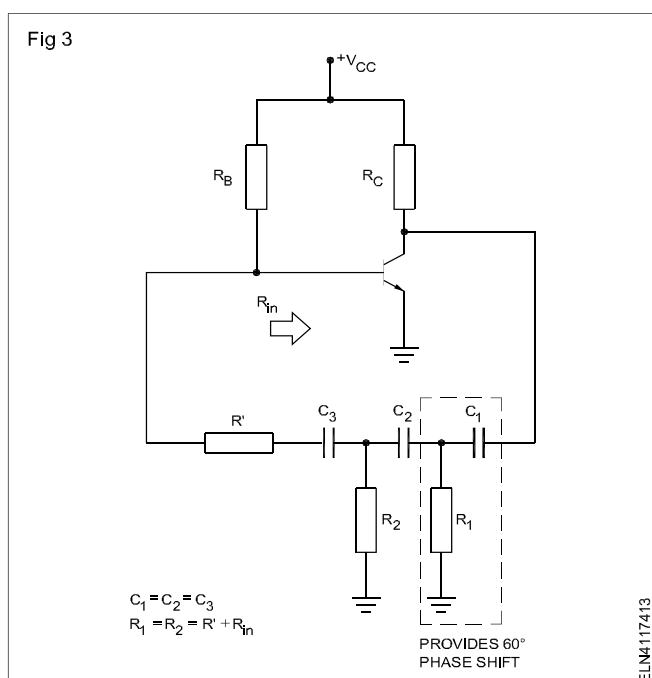 Fig 3
+VCC
RB
RC
Rin
R'
C3
C2
C1
R2
R1
C1 = C2 = C3
R1 = R2 = R' + Rin
PROVIDES 60°
PHASE SHIFT
ELN4117413